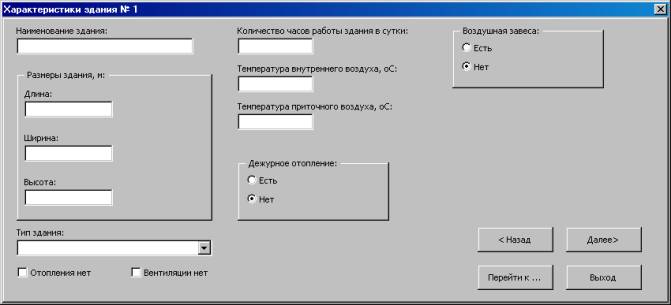 Характеристики здания № 1
Наименование здания:
Размеры здания, м:
Длина:
Ширина:
Высота:
Тип здания:
Отопления нет
Вентиляции нет
Количество часов работы здания в сутки:
Температура внутреннего воздуха, оС:
Температура приточного воздуха, оС:
Дежурное отопление:
Есть
Нет
Воздушная завеса:
Есть
Нет
< Назад
Далее>
Перейти к ...
Выход